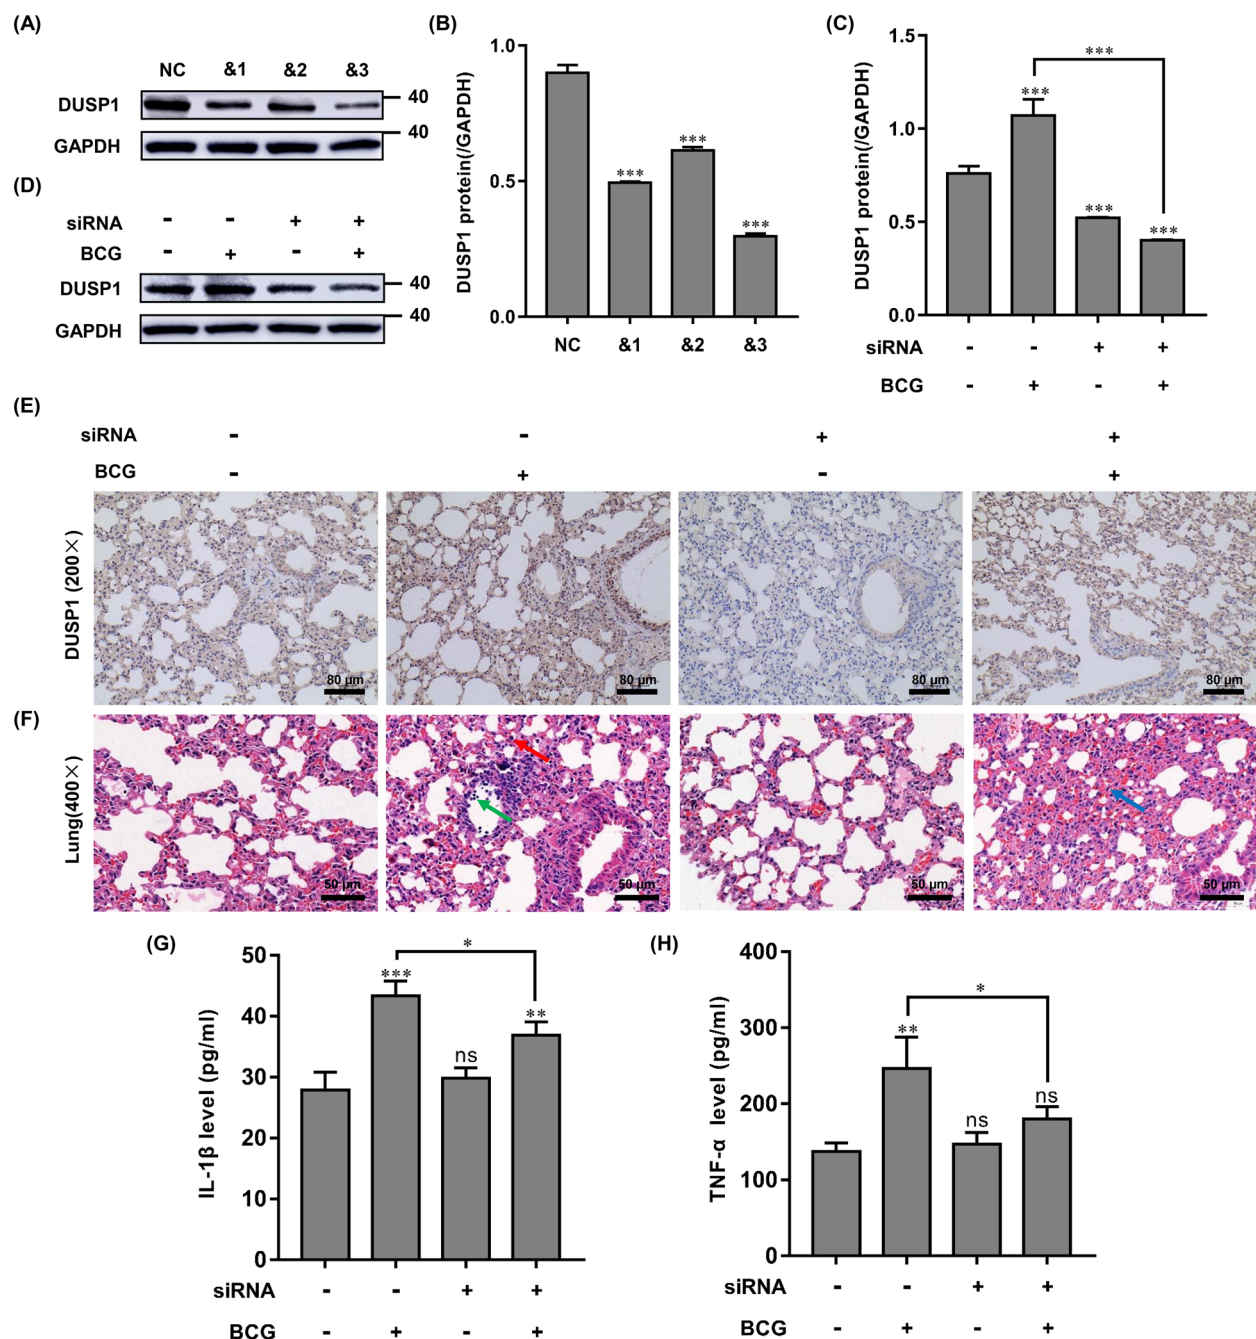 (A)
NC &1 &2 &3
DUSP1
40
GAPDH
40
(B)
DUSP1 protein(/GAPDH)
1.0
0.5
0.0
***
***
***
NC &1 &2 &3
(C)
DUSP1 protein(/GAPDH)
1.5
1.0
0.5
0.0
***
***
***
***
siRNA - - + +
BCG - + - +
(D)
siRNA - - + +
BCG - + - +
DUSP1
40
GAPDH
40
(E)
siRNA - - + +
BCG - + - +
DUSP1 (200×)
80 μm
80 μm
80 μm
80 μm
(F)
Lung(400×)
50 μm
50 μm
50 μm
50 μm
(G)
IL-1β level (pg/ml)
50
40
30
20
10
0
***
ns
**
*
siRNA - - + +
BCG - + - +
(H)
TNF-α level (pg/ml)
400
300
200
100
0
**
ns
ns
*
siRNA - - + +
BCG - + - +